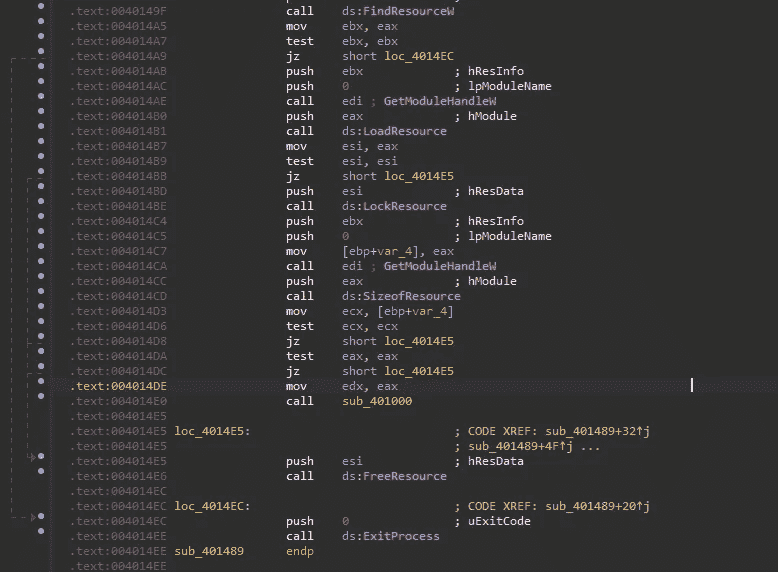 .text:0040149F call ds:FindResourceW
.text:004014A5 mov ebx, eax
.text:004014A7 test ebx, ebx
.text:004014A9 jz short loc_4014EC
.text:004014AB push ebx ; hResInfo
.text:004014AC push 0 ; lpModuleName
.text:004014AE call edi ; GetModuleHandleW
.text:004014B0 push eax ; hModule
.text:004014B1 call ds:LoadResource
.text:004014B7 mov esi, eax
.text:004014B9 test esi, esi
.text:004014BB jz short loc_4014E5
.text:004014BD push esi ; hResData
.text:004014BE call ds:LockResource
.text:004014C4 push ebx ; hResInfo
.text:004014C5 push 0 ; lpModuleName
.text:004014C7 mov [ebp+var_4], eax
.text:004014CA call edi ; GetModuleHandleW
.text:004014CC push eax ; hModule
.text:004014CD call ds:SizeofResource
.text:004014D3 mov ecx, [ebp+var_4]
.text:004014D6 test ecx, ecx
.text:004014D8 jz short loc_4014E5
.text:004014DA test eax, eax
.text:004014DC jz short loc_4014E5
.text:004014DE mov edx, eax
.text:004014E0 call sub_401000
.text:004014E5
.text:004014E5 loc_4014E5: ; CODE XREF: sub_401489+32↑j
.text:004014E5 ; sub_401489+4F↑j ...
.text:004014E5 push esi ; hResData
.text:004014E6 call ds:FreeResource
.text:004014EC
.text:004014EC loc_4014EC: ; CODE XREF: sub_401489+20↑j
.text:004014EC push 0 ; uExitCode
.text:004014EE call ds:ExitProcess
.text:004014EE sub_401489 endp
.text:004014EE